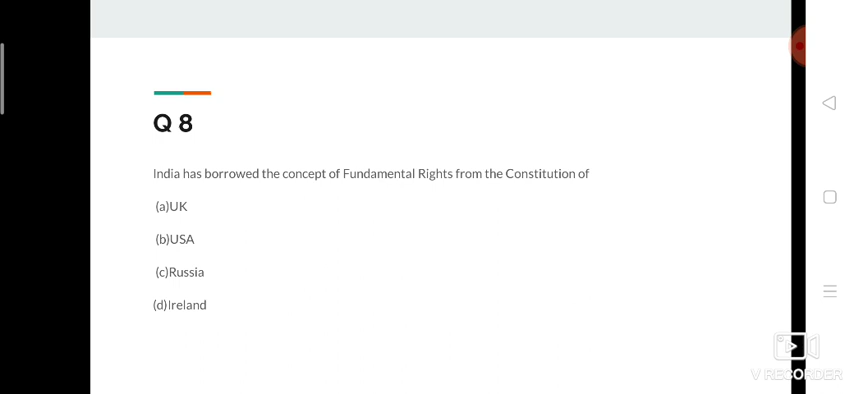 Q 8
India has borrowed the concept of Fundamental Rights from the Constitution of
(a)UK
(b)USA
(c)Russia
(d)Ireland
V RECORDER